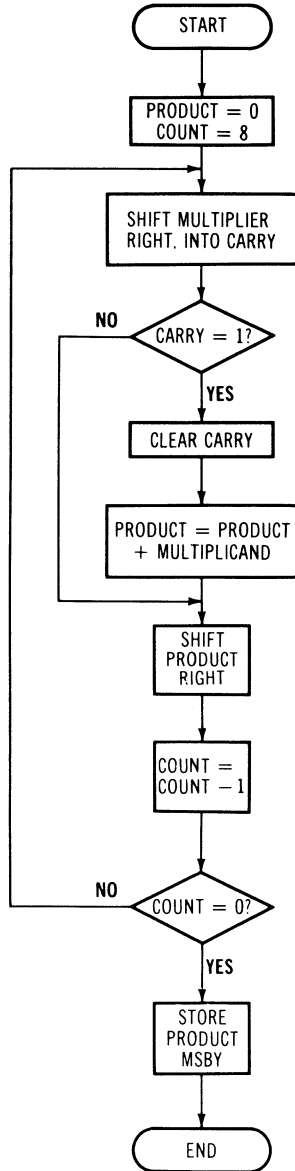 START
PRODUCT = 0
COUNT = 8
SHIFT MULTIPLIER
RIGHT, INTO CARRY
NO
CARRY = 1?
YES
CLEAR CARRY
PRODUCT = PRODUCT
+ MULTIPLICAND
SHIFT
PRODUCT
RIGHT
COUNT =
COUNT - 1
NO
COUNT = 0?
YES
STORE
PRODUCT
MSBY
END